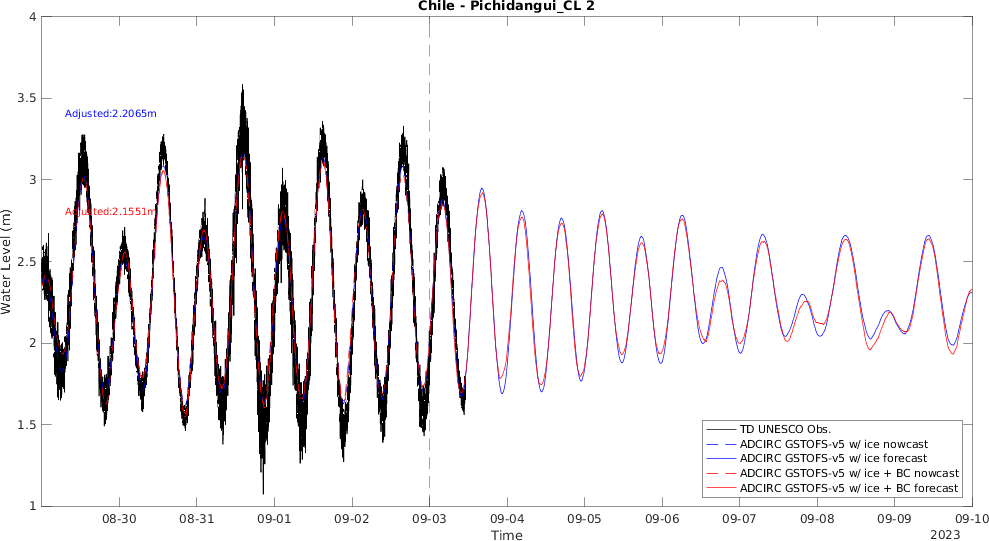 Chile - Pichidangui_CL 2
4
3.5
3
2.5
2
1.5
1
Water Level (m)
Adjusted:2.2065m
Adjusted:2.1551m
TD UNESCO Obs.
ADCIRC GSTOFS-v5 w/ ice nowcast
ADCIRC GSTOFS-v5 w/ ice forecast
ADCIRC GSTOFS-v5 w/ ice + BC nowcast
ADCIRC GSTOFS-v5 w/ ice + BC forecast
08-30 08-31 09-01 09-02 09-03 09-04 09-05 09-06 09-07 09-08 09-09 09-10
Time
2023